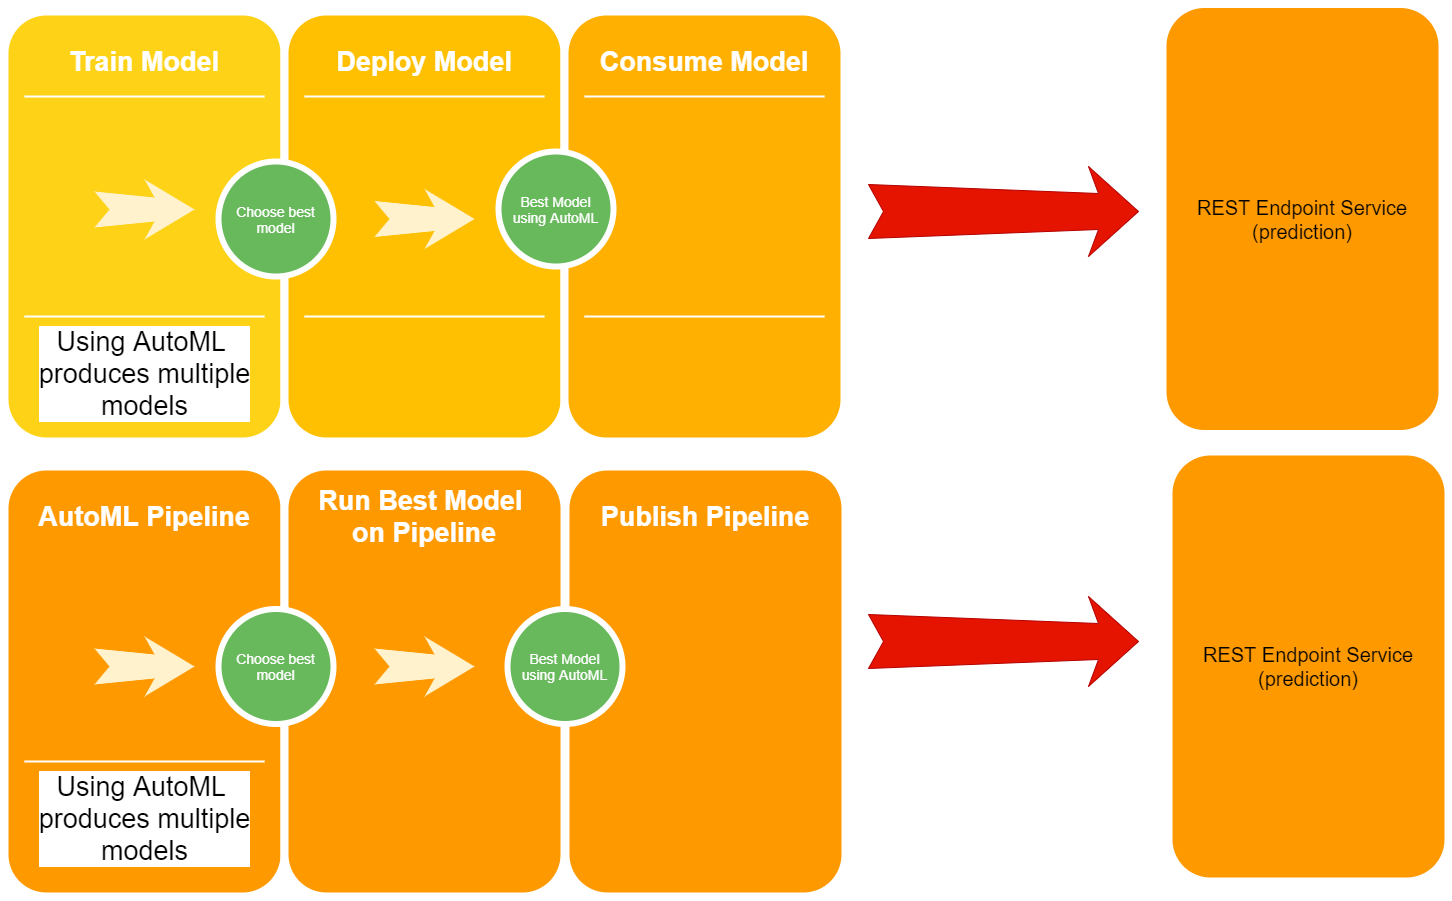 Train Model
Deploy Model
Consume Model
Choose best
model
Best Model
using AutoML
REST Endpoint Service
(prediction)
Using AutoML
produces multiple
models
AutoML Pipeline
Run Best Model
on Pipeline
Publish Pipeline
Choose best
model
Best Model
using AutoML
REST Endpoint Service
(prediction)
Using AutoML
produces multiple
models